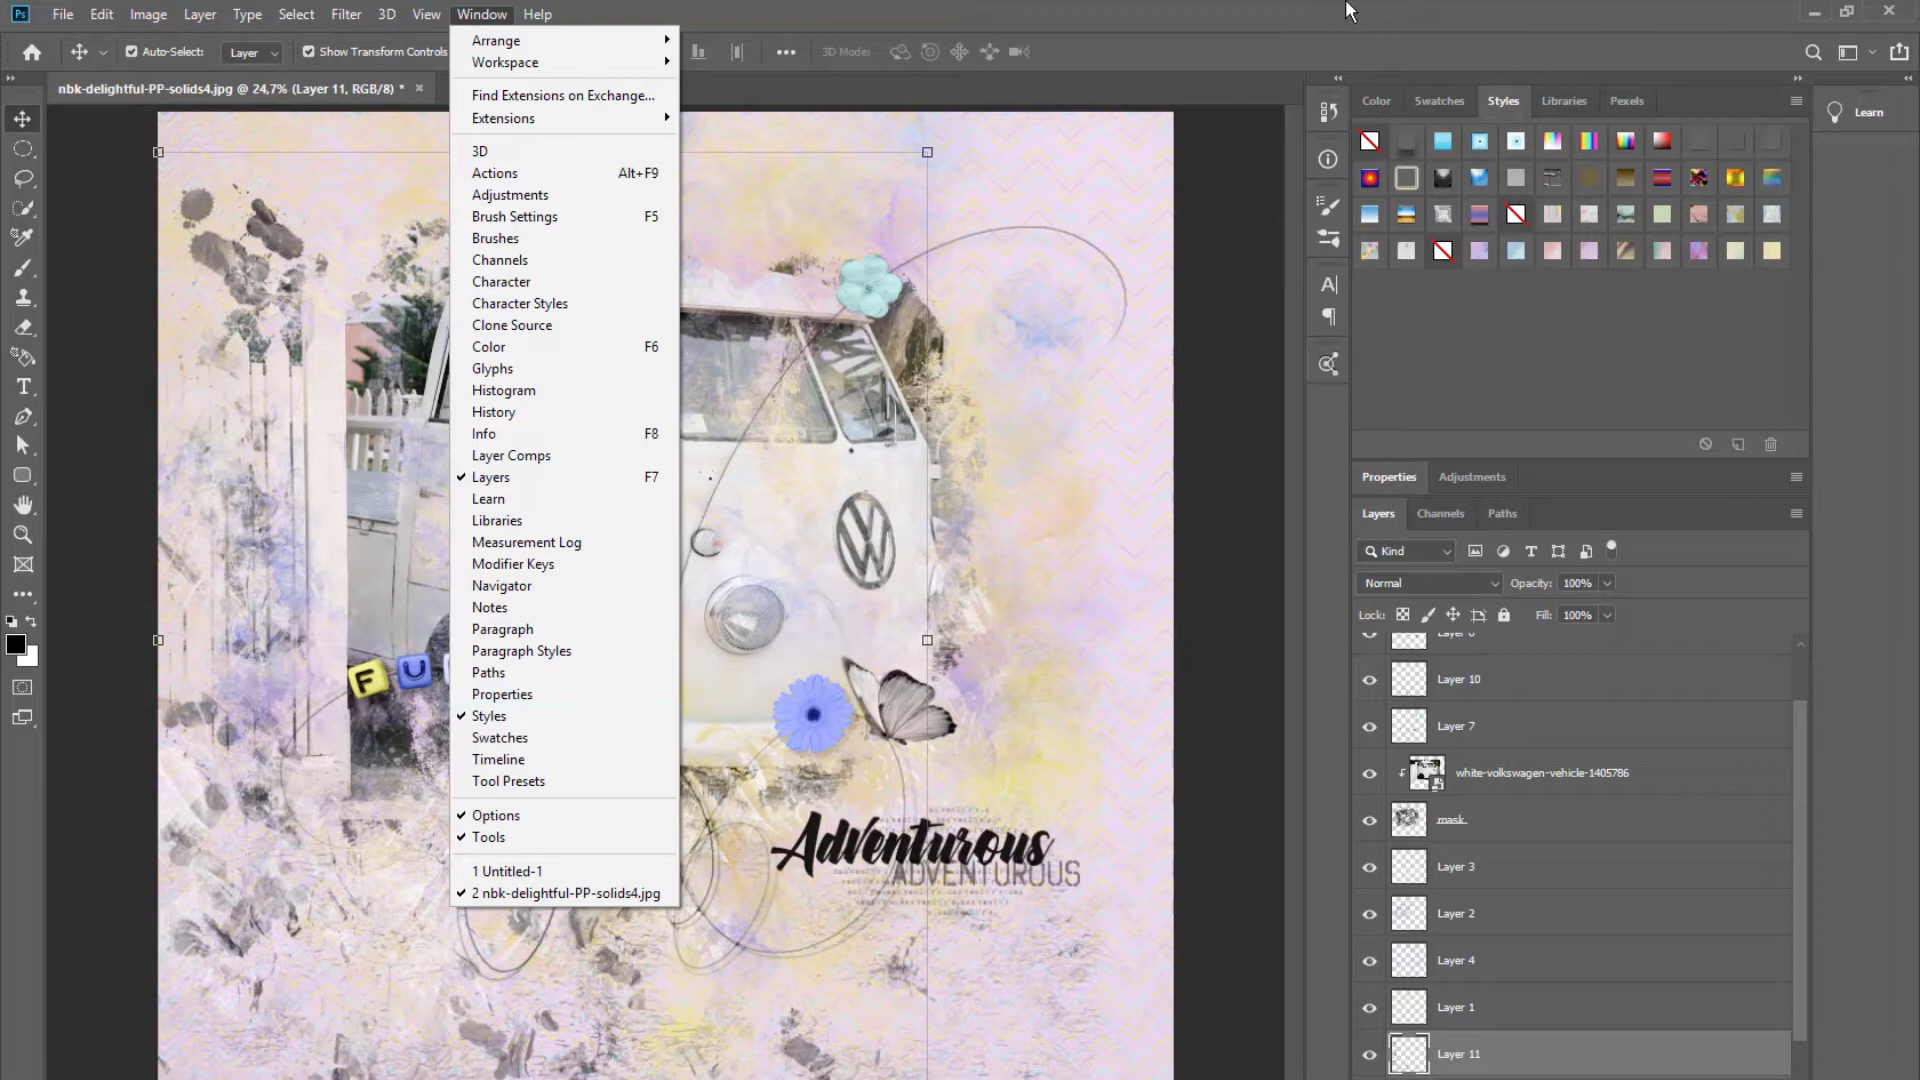 Ps File Edit Image Layer Type Select Filter 3D View Window Help
Auto-Select: Layer Show Transform Controls 3D Mode:
nbk-delightful-PP-solids4.jpg @ 24,7% (Layer 11, RGB/8) *
Arrange
Workspace
Find Extensions on Exchange...
Extensions
3D
Actions Alt+F9
Adjustments
Brush Settings F5
Brushes
Channels
Character
Character Styles
Clone Source
Color F6
Glyphs
Histogram
History
Info F8
Layer Comps
Layers F7
Learn
Libraries
Measurement Log
Modifier Keys
Navigator
Notes
Paragraph
Paragraph Styles
Paths
Properties
Styles
Swatches
Timeline
Tool Presets
Options
Tools
1 Untitled-1
2 nbk-delightful-PP-solids4.jpg
FU
Adventurous
ADVENTUROUS
Color Swatches Styles Libraries Pexels
Learn
Properties Adjustments
Layers Channels Paths
Kind
Normal Opacity: 100%
Lock: Fill: 100%
Layer 10
Layer 7
white-volkswagen-vehicle-1405786
mask
Layer 3
Layer 2
Layer 4
Layer 1
Layer 11